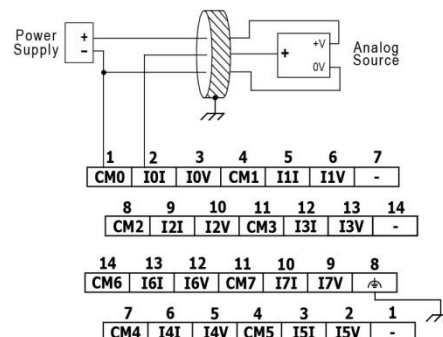 Power
Supply
+
-
+
+V
0V
Analog
Source
1 2 3 4 5 6 7
CM0 I0I I0V CM1 I1I I1V -
8 9 10 11 12 13 14
CM2 I2I I2V CM3 I3I I3V -
14 13 12 11 10 9 8
CM6 I6I I6V CM7 I7I I7V
7 6 5 4 3 2 1
CM4 I4I I4V CM5 I5I I5V -